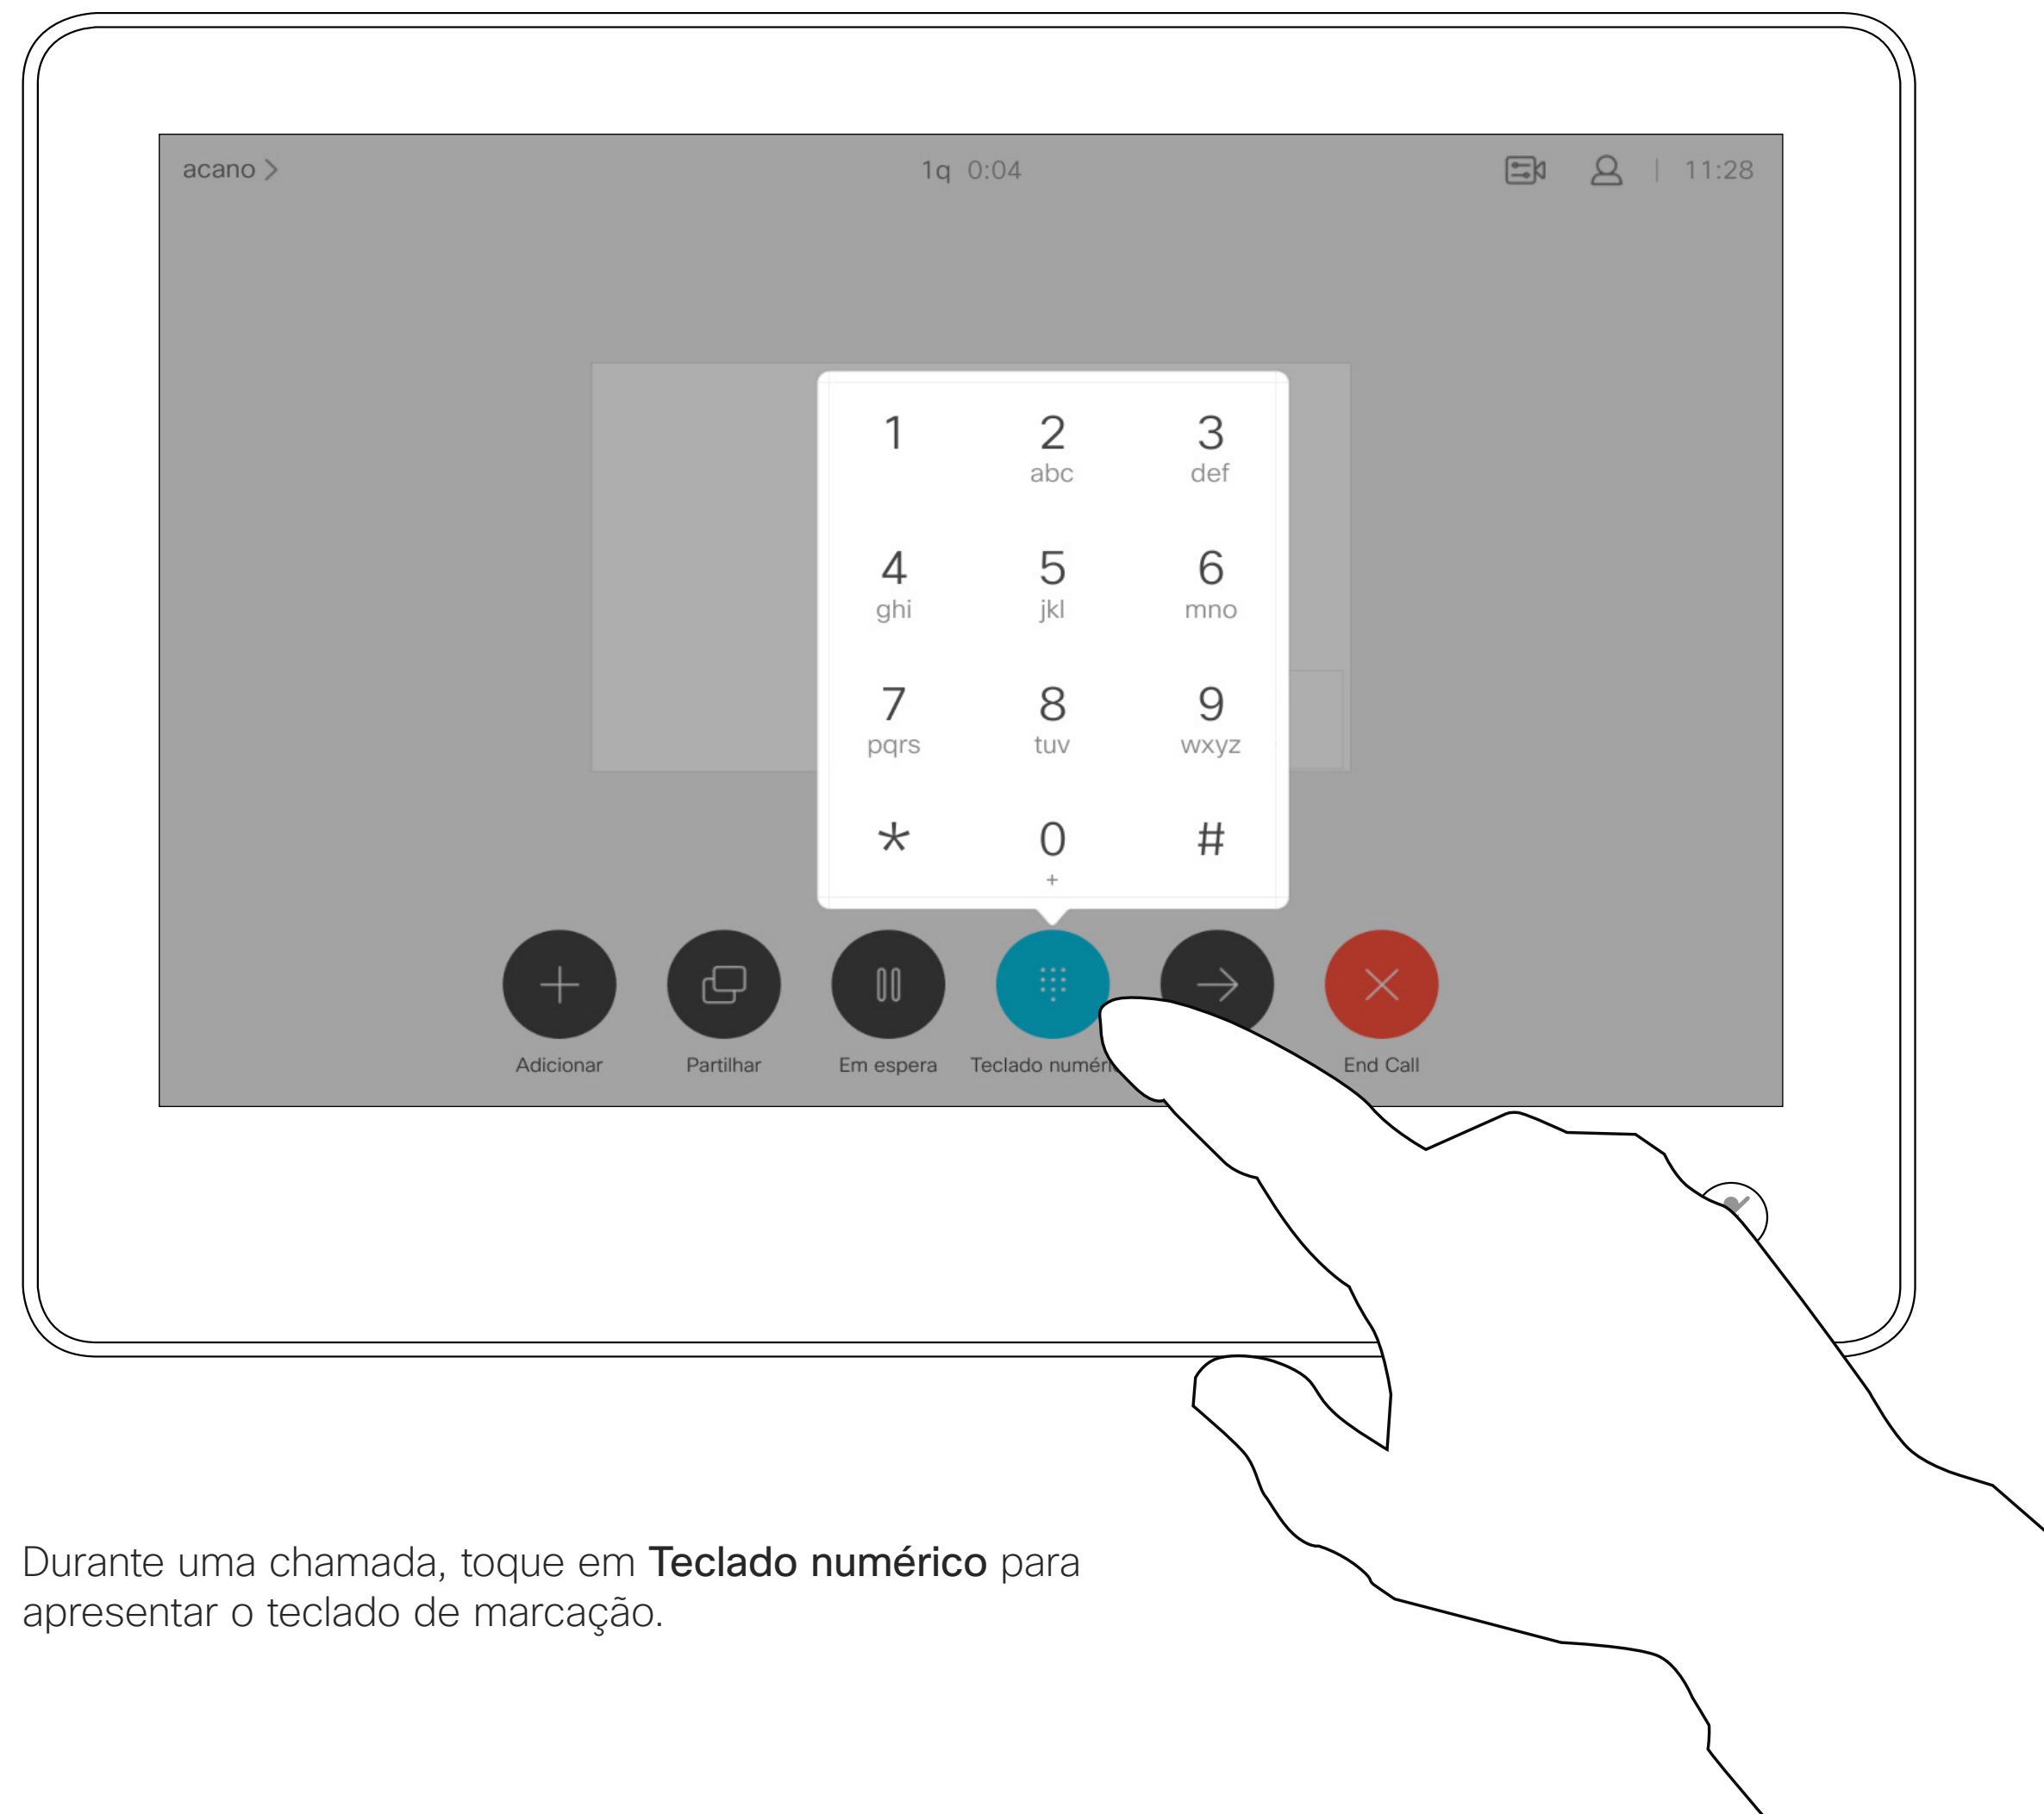 acano
1q 0:04
11:28
1 2 3
abc def
4 5 6
ghi jkl mno
7 8 9
pqrs tuv wxyz
* 0 #
+
Adicionar Partilhar Em espera Teclado End Call
Durante uma chamada, toque em Teclado numérico para
apresentar o teclado de marcação.